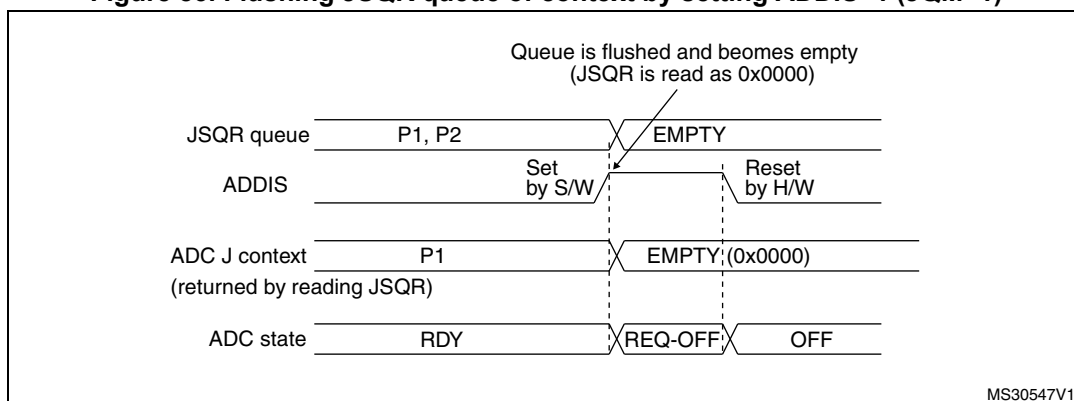 Queue is flushed and beomes empty
(JSQR is read as 0x0000)
JSQR queue P1, P2 EMPTY
ADDIS Set by S/W Reset by H/W
ADC J context P1 EMPTY (0x0000)
(returned by reading JSQR)
ADC state RDY REQ-OFF OFF
MS30547V1